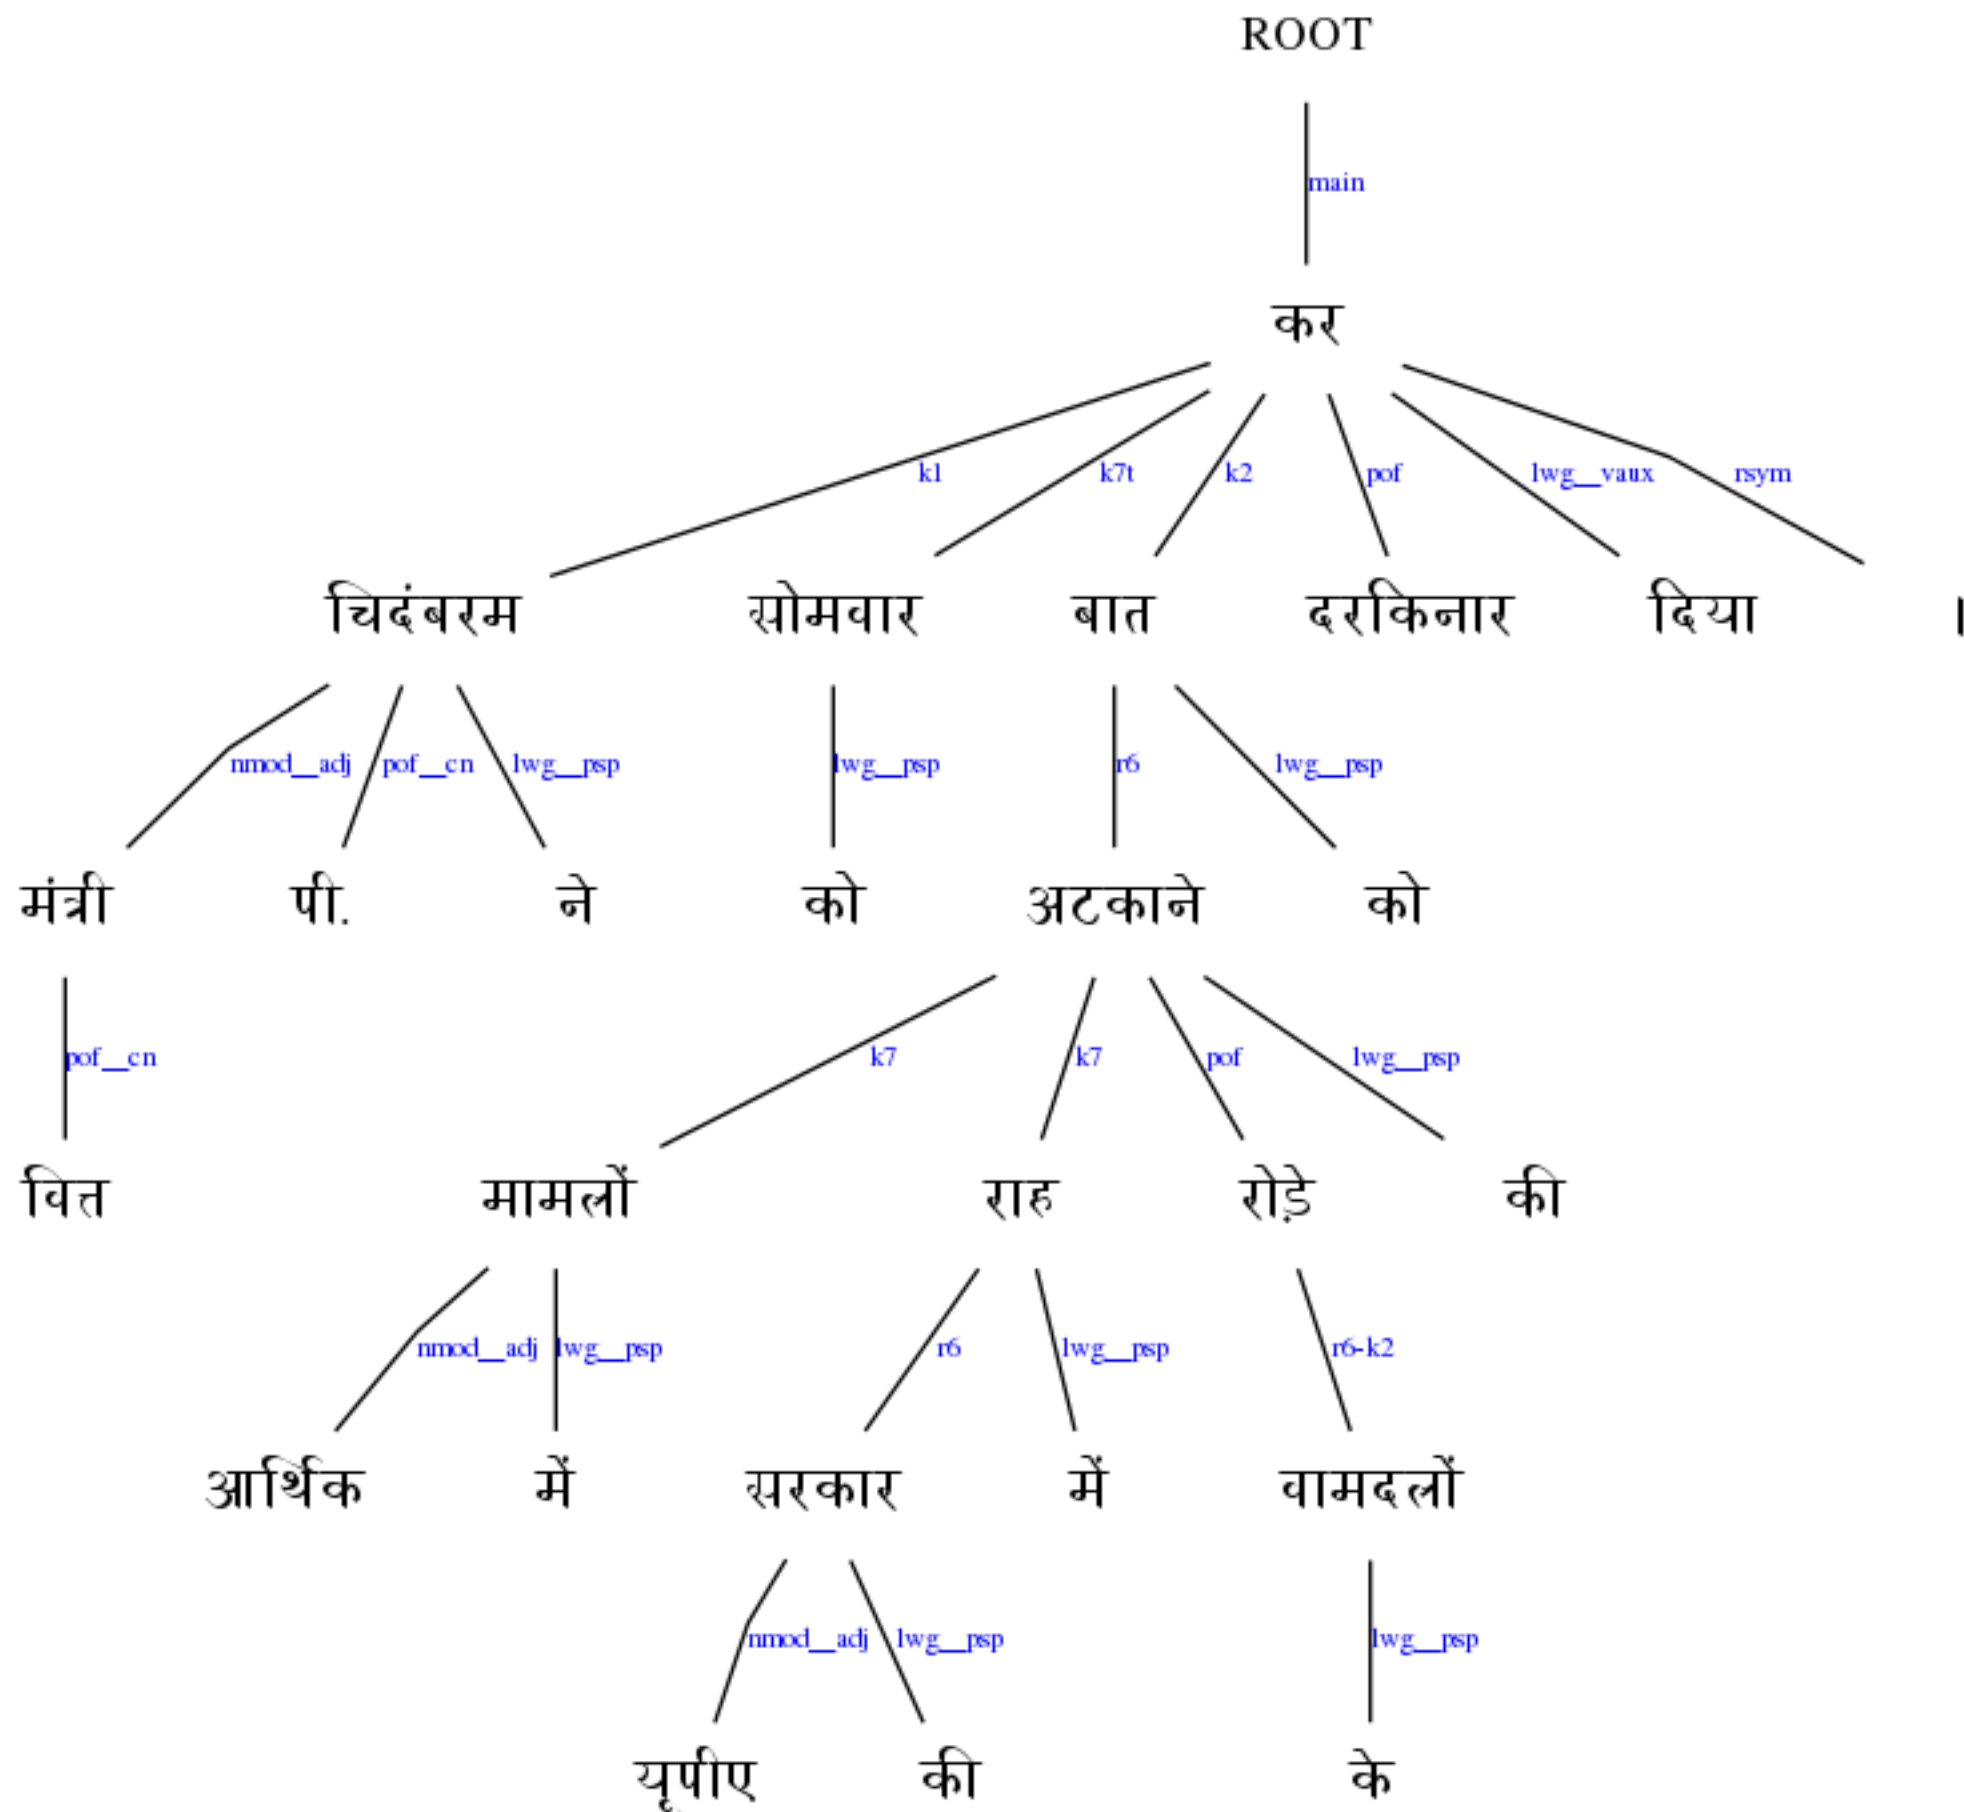 ROOT
main
कर
k1 k7t k2 pof lwg__vaux rsym
चिदंबरम सोमवार बात दरकिनार दिया ।
nmod__adj pof__cn lwg__psp lwg__psp r6 lwg__psp
मंत्री पी. ने को अटकाने को
pof__cn k7 k7 pof lwg__psp
वित्त मामलों राह रोड़े की
nmod__adj lwg__psp r6 lwg__psp r6-k2
आर्थिक में सरकार में वामदलों
nmod__adj lwg__psp lwg__psp
यूपीए की के